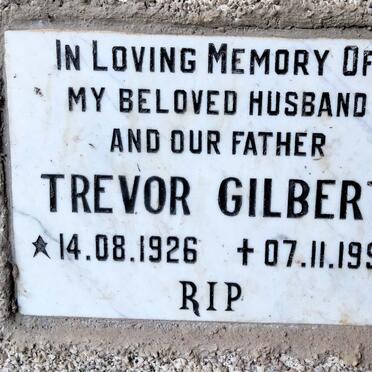 IN LOVING MEMORY OF
MY BELOVED HUSBAND
AND OUR FATHER
TREVOR GILBERT
★ 14.08.1926 ✝ 07.11.199
RIP